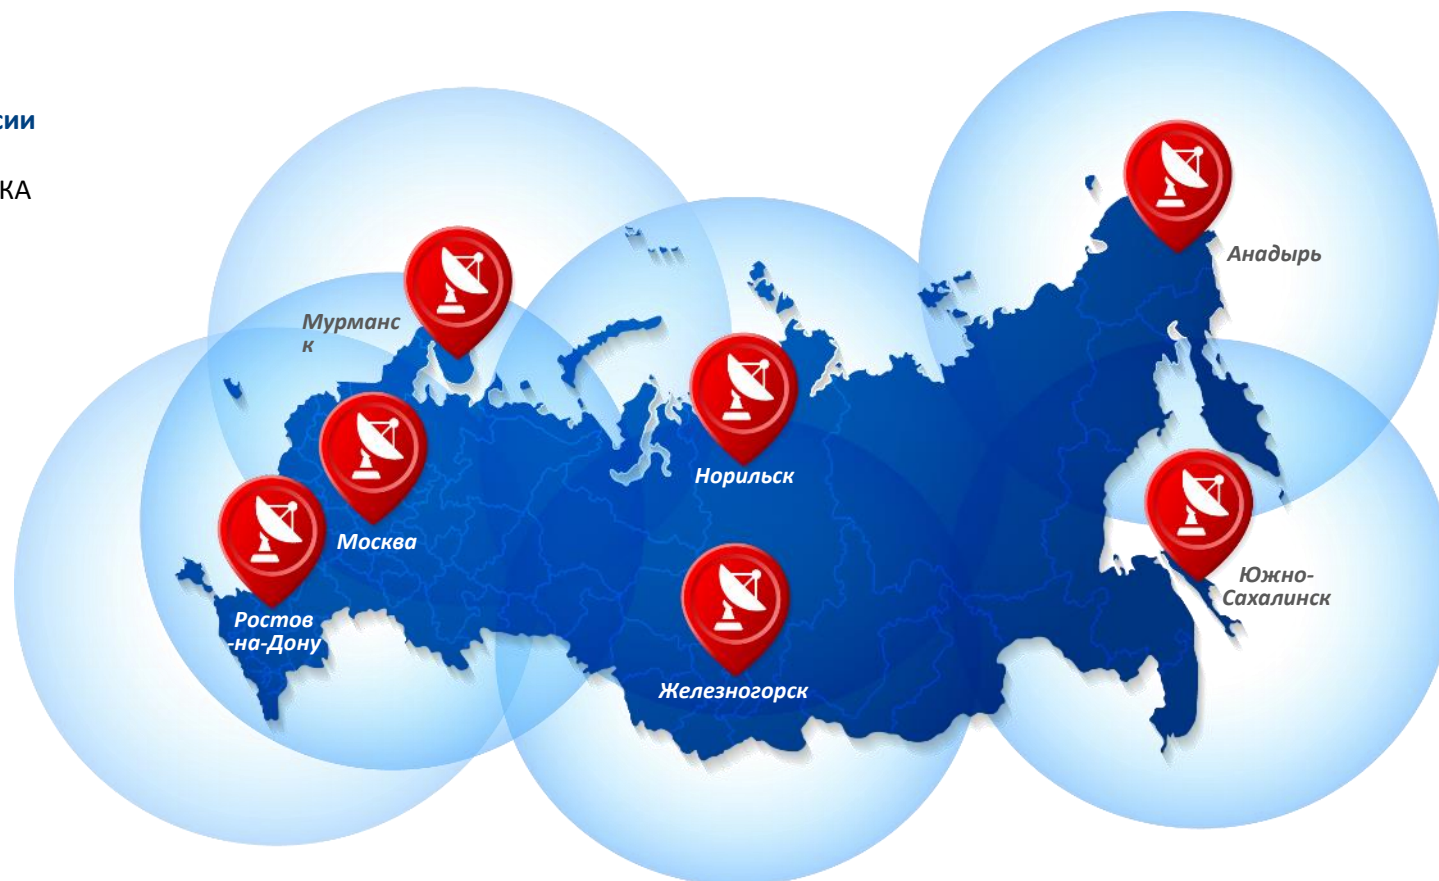 сии
КА
Анадырь
Мурманс
к
Норильск
Москва
Южно-
Сахалинск
Ростов
-на-Дону
Железногорск